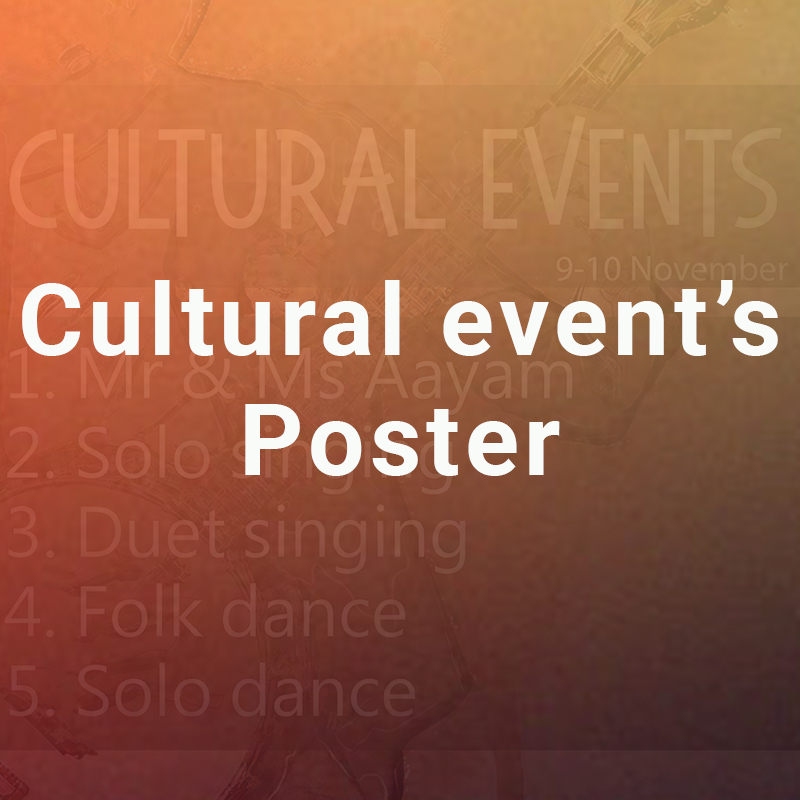 CULTURAL EVENTS
9-10 November
Cultural event’s
1. Mr & Ms Aayam
Poster
2. Solo singing
3. Duet singing
4. Folk dance
5. Solo dance